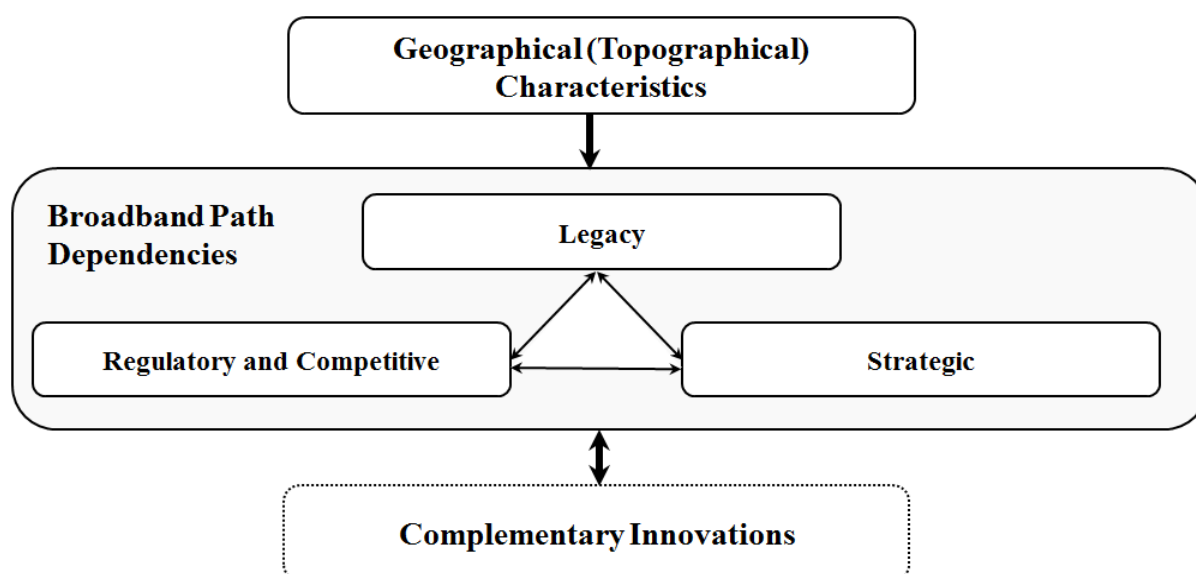 Geographical (Topographical)
Characteristics
Broadband Path
Dependencies
Legacy
Regulatory and Competitive
Strategic
Complementary Innovations